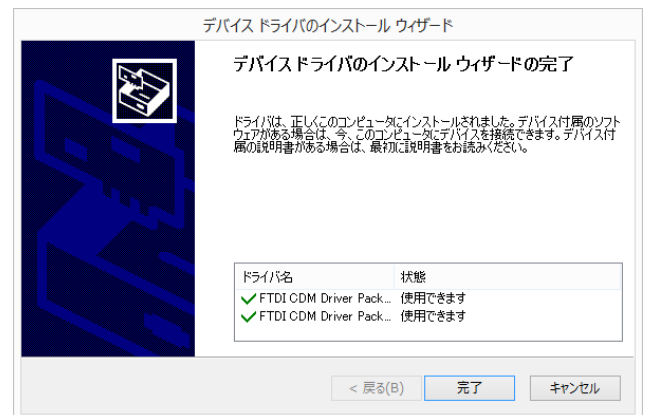 デバイス ドライバのインストール ウィザード
デバイス ドライバのインストール ウィザードの完了
ドライバは、正しくこのコンピュータにインストールされました。デバイス付属のソフト
ウェアがある場合は、今、このコンピュータにデバイスを接続できます。デバイス付
属の説明書がある場合は、最初に説明書をお読みください。
ドライバ名 状態
FTDI CDM Driver Pack... 使用できます
FTDI CDM Driver Pack... 使用できます
< 戻る(B) 完了 キャンセル